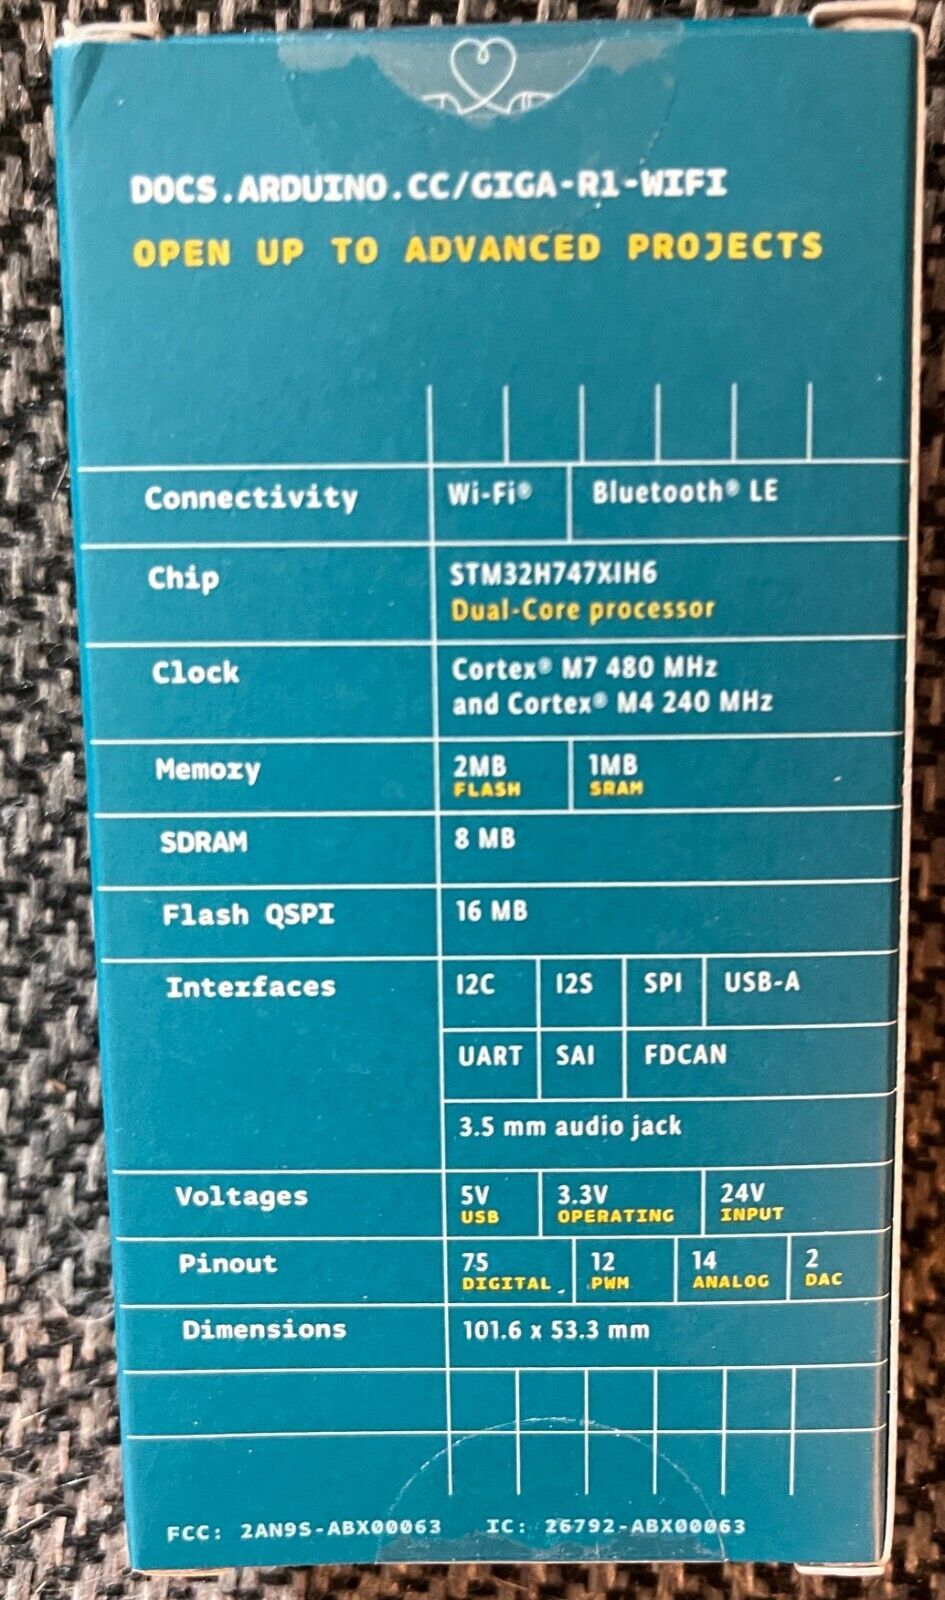 DOCS.ARDUINO.CC/GIGA-R1-WIFI
OPEN UP TO ADVANCED PROJECTS
Connectivity Wi-Fi® Bluetooth® LE
Chip STM32H747XIH6
Dual-Core processor
Clock Cortex® M7 480 MHz
and Cortex® M4 240 MHz
Memory 2MB 1MB
FLASH SRAM
SDRAM 8 MB
Flash QSPI 16 MB
Interfaces I2C I2S SPI USB-A
UART SAI FDCAN
3.5 mm audio jack
Voltages 5V 3.3V 24V
USB OPERATING INPUT
Pinout 75 12 14 2
DIGITAL PWM ANALOG DAC
Dimensions 101.6 x 53.3 mm
FCC: 2AN9S-ABX00063 IC: 26792-ABX00063